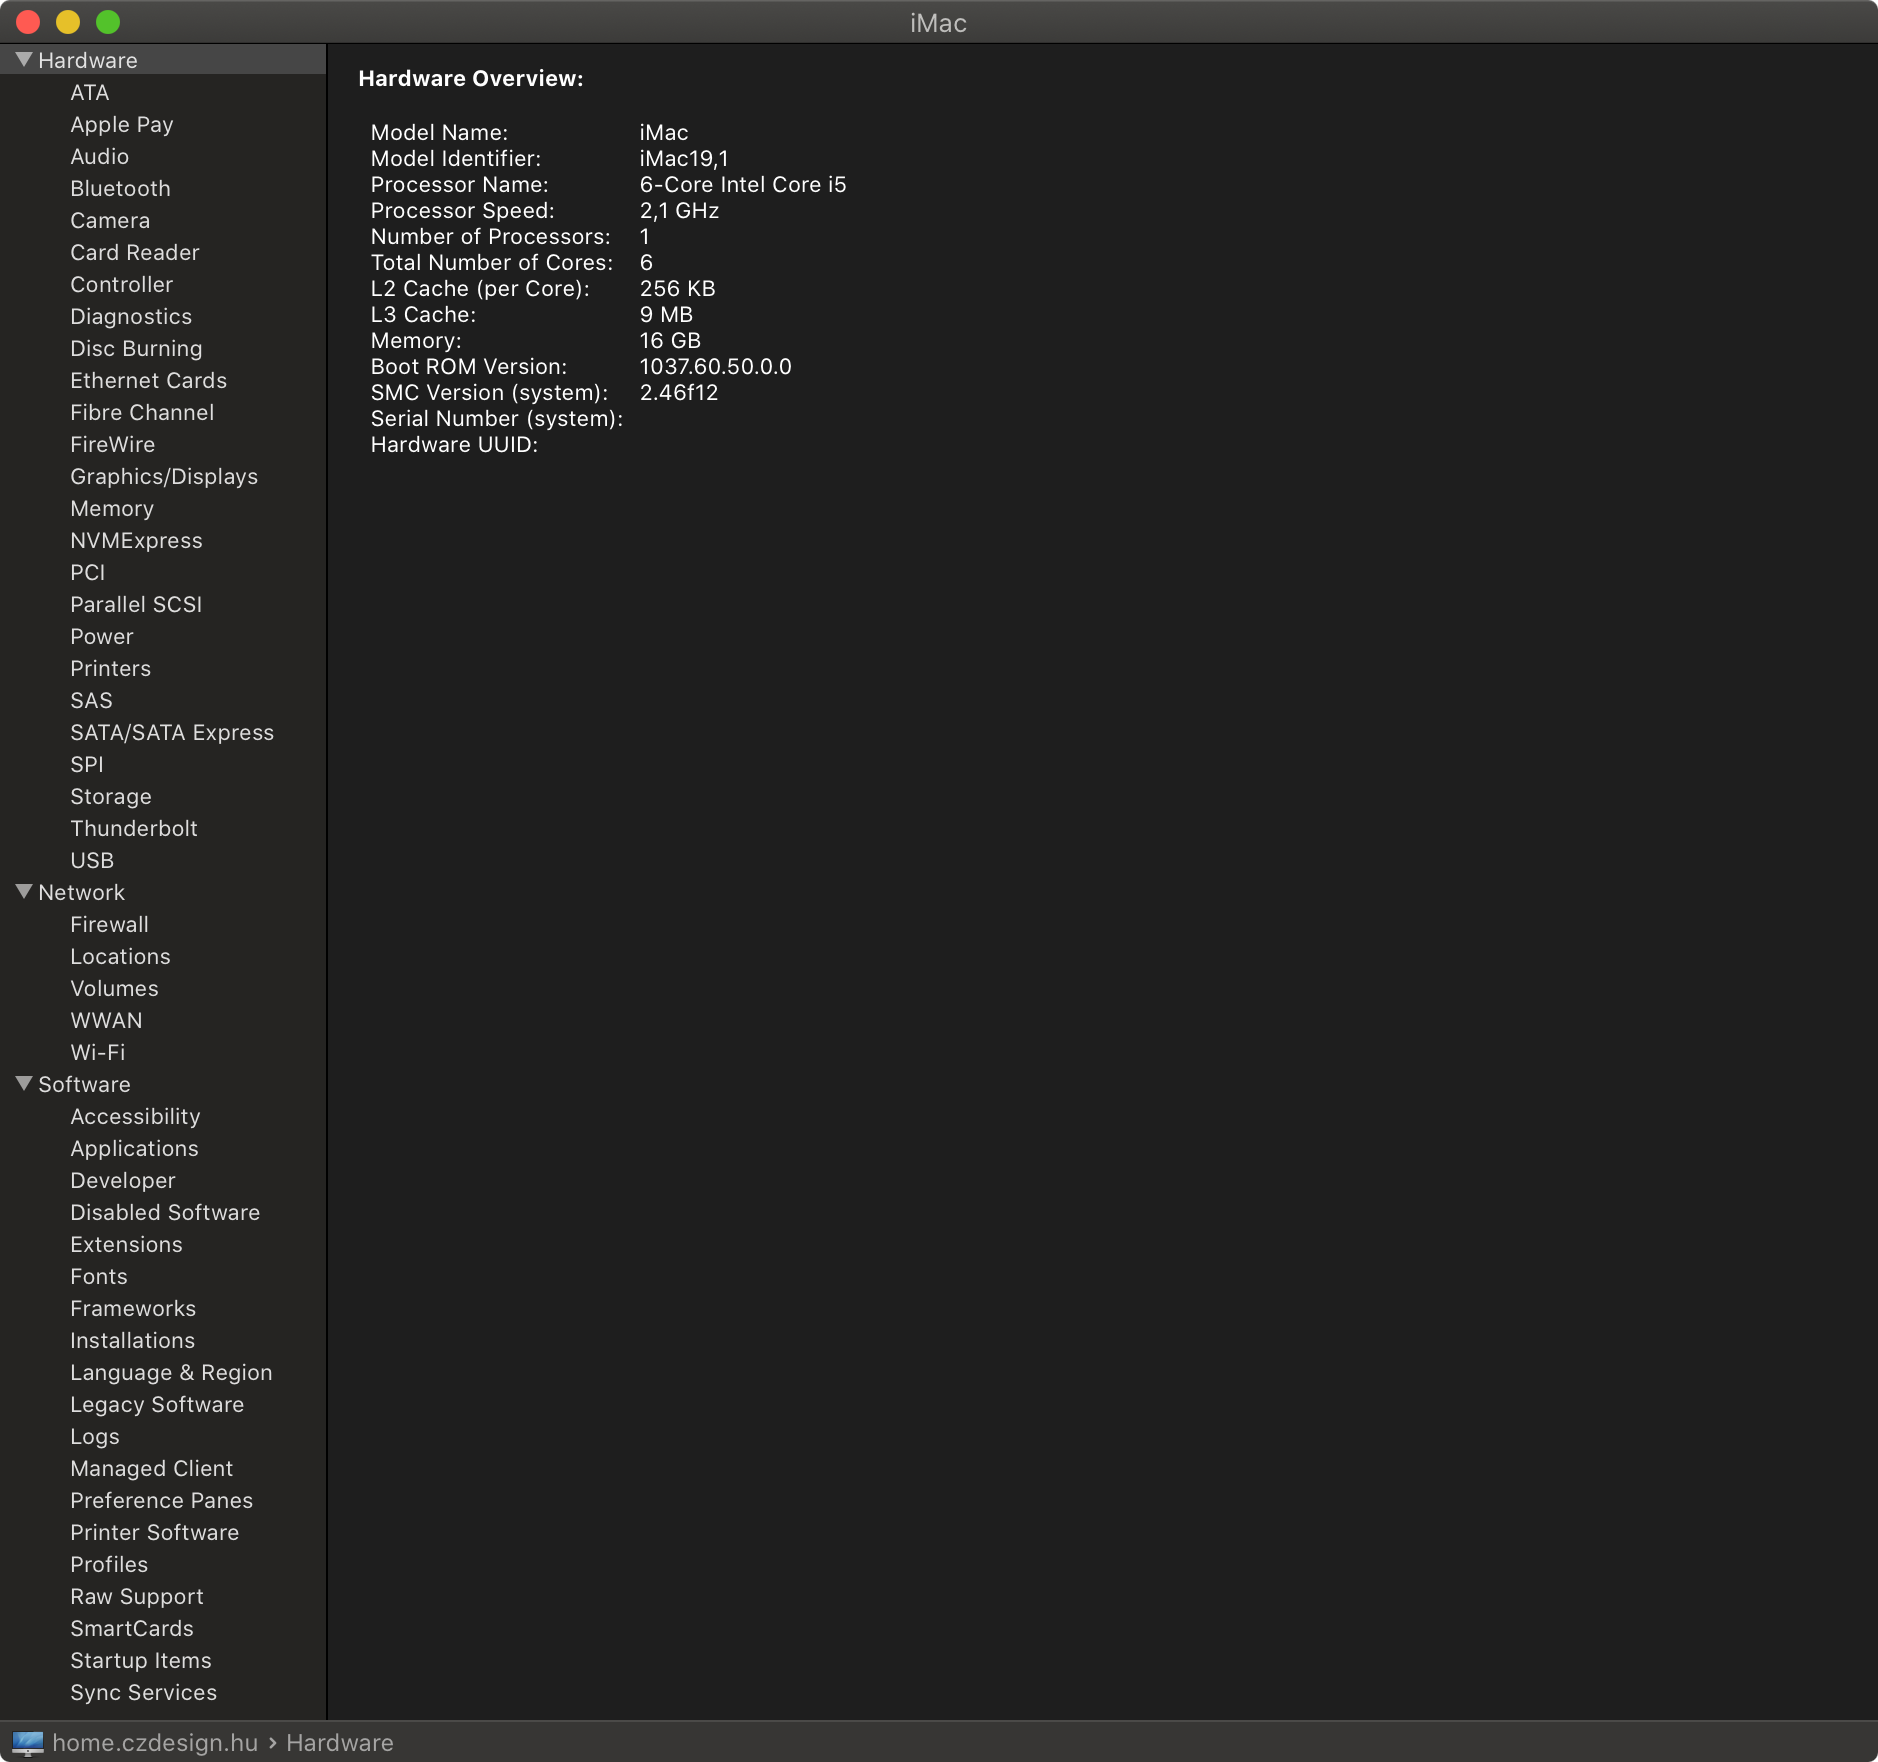 iMac
Hardware
ATA
Apple Pay
Audio
Bluetooth
Camera
Card Reader
Controller
Diagnostics
Disc Burning
Ethernet Cards
Fibre Channel
FireWire
Graphics/Displays
Memory
NVMExpress
PCI
Parallel SCSI
Power
Printers
SAS
SATA/SATA Express
SPI
Storage
Thunderbolt
USB
Network
Firewall
Locations
Volumes
WWAN
Wi-Fi
Software
Accessibility
Applications
Developer
Disabled Software
Extensions
Fonts
Frameworks
Installations
Language & Region
Legacy Software
Logs
Managed Client
Preference Panes
Printer Software
Profiles
Raw Support
SmartCards
Startup Items
Sync Services
Hardware Overview:
Model Name: iMac
Model Identifier: iMac19,1
Processor Name: 6-Core Intel Core i5
Processor Speed: 2,1 GHz
Number of Processors: 1
Total Number of Cores: 6
L2 Cache (per Core): 256 KB
L3 Cache: 9 MB
Memory: 16 GB
Boot ROM Version: 1037.60.50.0.0
SMC Version (system): 2.46f12
Serial Number (system):
Hardware UUID:
home.czdesign.hu › Hardware